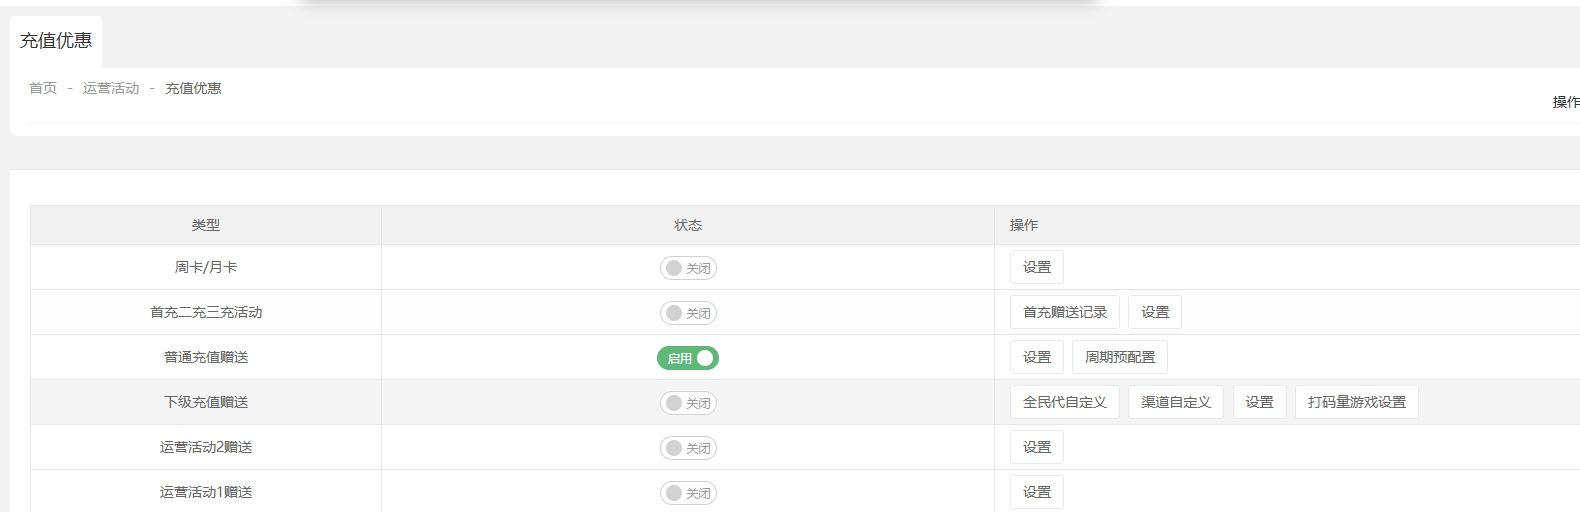 充值优惠
首页 - 运营活动 - 充值优惠
操作
类型 状态 操作
周卡/月卡 关闭 设置
首充二充三充活动 关闭 首充赠送记录 设置
普通充值赠送 启用 设置 周期预配置
下级充值赠送 关闭 全民代自定义 渠道自定义 设置 打码量游戏设置
运营活动2赠送 关闭 设置
运营活动1赠送 关闭 设置